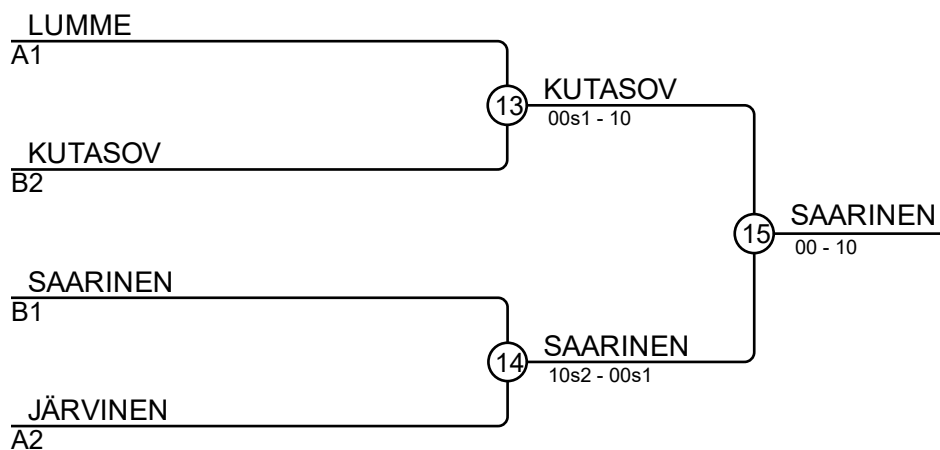 LUMME
A1
13
KUTASOV
00s1 - 10
KUTASOV
B2
15
SAARINEN
00 - 10
SAARINEN
B1
14
SAARINEN
10s2 - 00s1
JÄRVINEN
A2